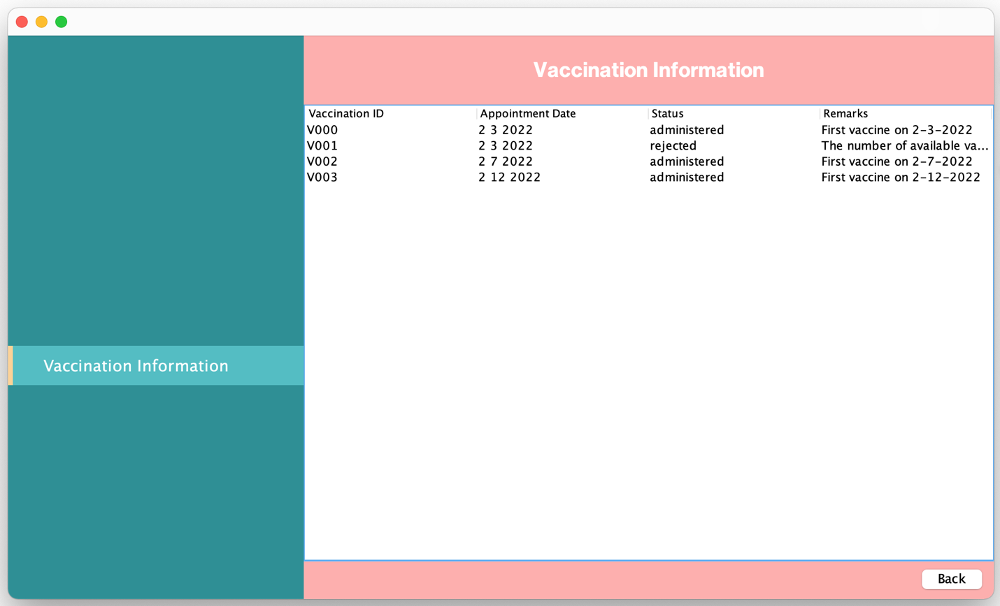 Vaccination Information
Vaccination ID Appointment Date Status Remarks
V000 2 3 2022 administered First vaccine on 2-3-2022
V001 2 3 2022 rejected The number of available va...
V002 2 7 2022 administered First vaccine on 2-7-2022
V003 2 12 2022 administered First vaccine on 2-12-2022
Vaccination Information
Back